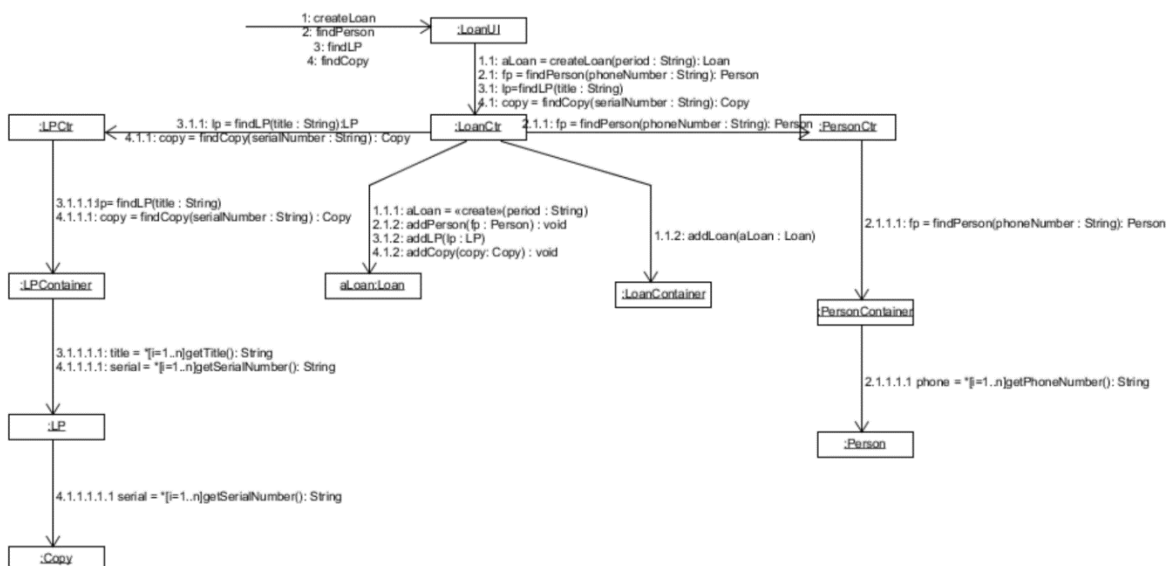 1: createLoan
2: findPerson
3: findLP
4: findCopy
:LoanUI
1.1: aLoan = createLoan(period : String): Loan
2.1: fp = findPerson(phoneNumber : String): Person
3.1: lp=findLP(title : String)
4.1: copy = findCopy(serialNumber : String): Copy
:LPCtr
3.1.1: lp = findLP(title : String):LP
4.1.1: copy = findCopy(serialNumber : String) : Copy
:LoanCtr
2.1.1: fp = findPerson(phoneNumber : String): Person
:PersonCtr
3.1.1.1:lp= findLP(title : String)
4.1.1.1: copy = findCopy(serialNumber : String) : Copy
1.1.1: aLoan = «create»(period : String)
2.1.2: addPerson(fp : Person) : void
3.1.2: addLP(lp : LP)
4.1.2: addCopy(copy: Copy) : void
1.1.2: addLoan(aLoan : Loan)
2.1.1.1: fp = findPerson(phoneNumber : String): Person
:LPContainer
aLoan:Loan
:LoanContainer
:PersonContainer
3.1.1.1.1: title = *[i=1..n]getTitle(): String
4.1.1.1.1: serial = *[i=1..n]getSerialNumber(): String
2.1.1.1.1 phone = *[i=1..n]getPhoneNumber(): String
:LP
:Person
4.1.1.1.1.1 serial = *[i=1..n]getSerialNumber(): String
:Copy